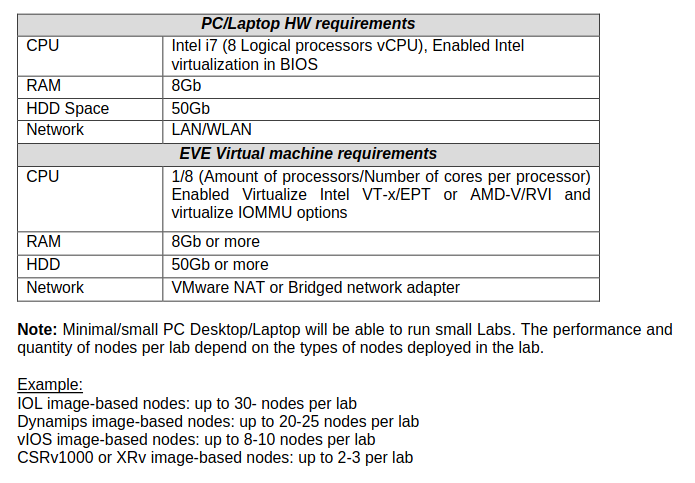 PC/Laptop HW requirements
CPU Intel i7 (8 Logical processors vCPU), Enabled Intel
virtualization in BIOS
RAM 8Gb
HDD Space 50Gb
Network LAN/WLAN
EVE Virtual machine requirements
CPU 1/8 (Amount of processors/Number of cores per processor)
Enabled Virtualize Intel VT-x/EPT or AMD-V/RVI and
virtualize IOMMU options
RAM 8Gb or more
HDD 50Gb or more
Network VMware NAT or Bridged network adapter
Note: Minimal/small PC Desktop/Laptop will be able to run small Labs. The performance and
quantity of nodes per lab depend on the types of nodes deployed in the lab.
Example:
IOL image-based nodes: up to 30- nodes per lab
Dynamips image-based nodes: up to 20-25 nodes per lab
vIOS image-based nodes: up to 8-10 nodes per lab
CSRv1000 or XRv image-based nodes: up to 2-3 per lab